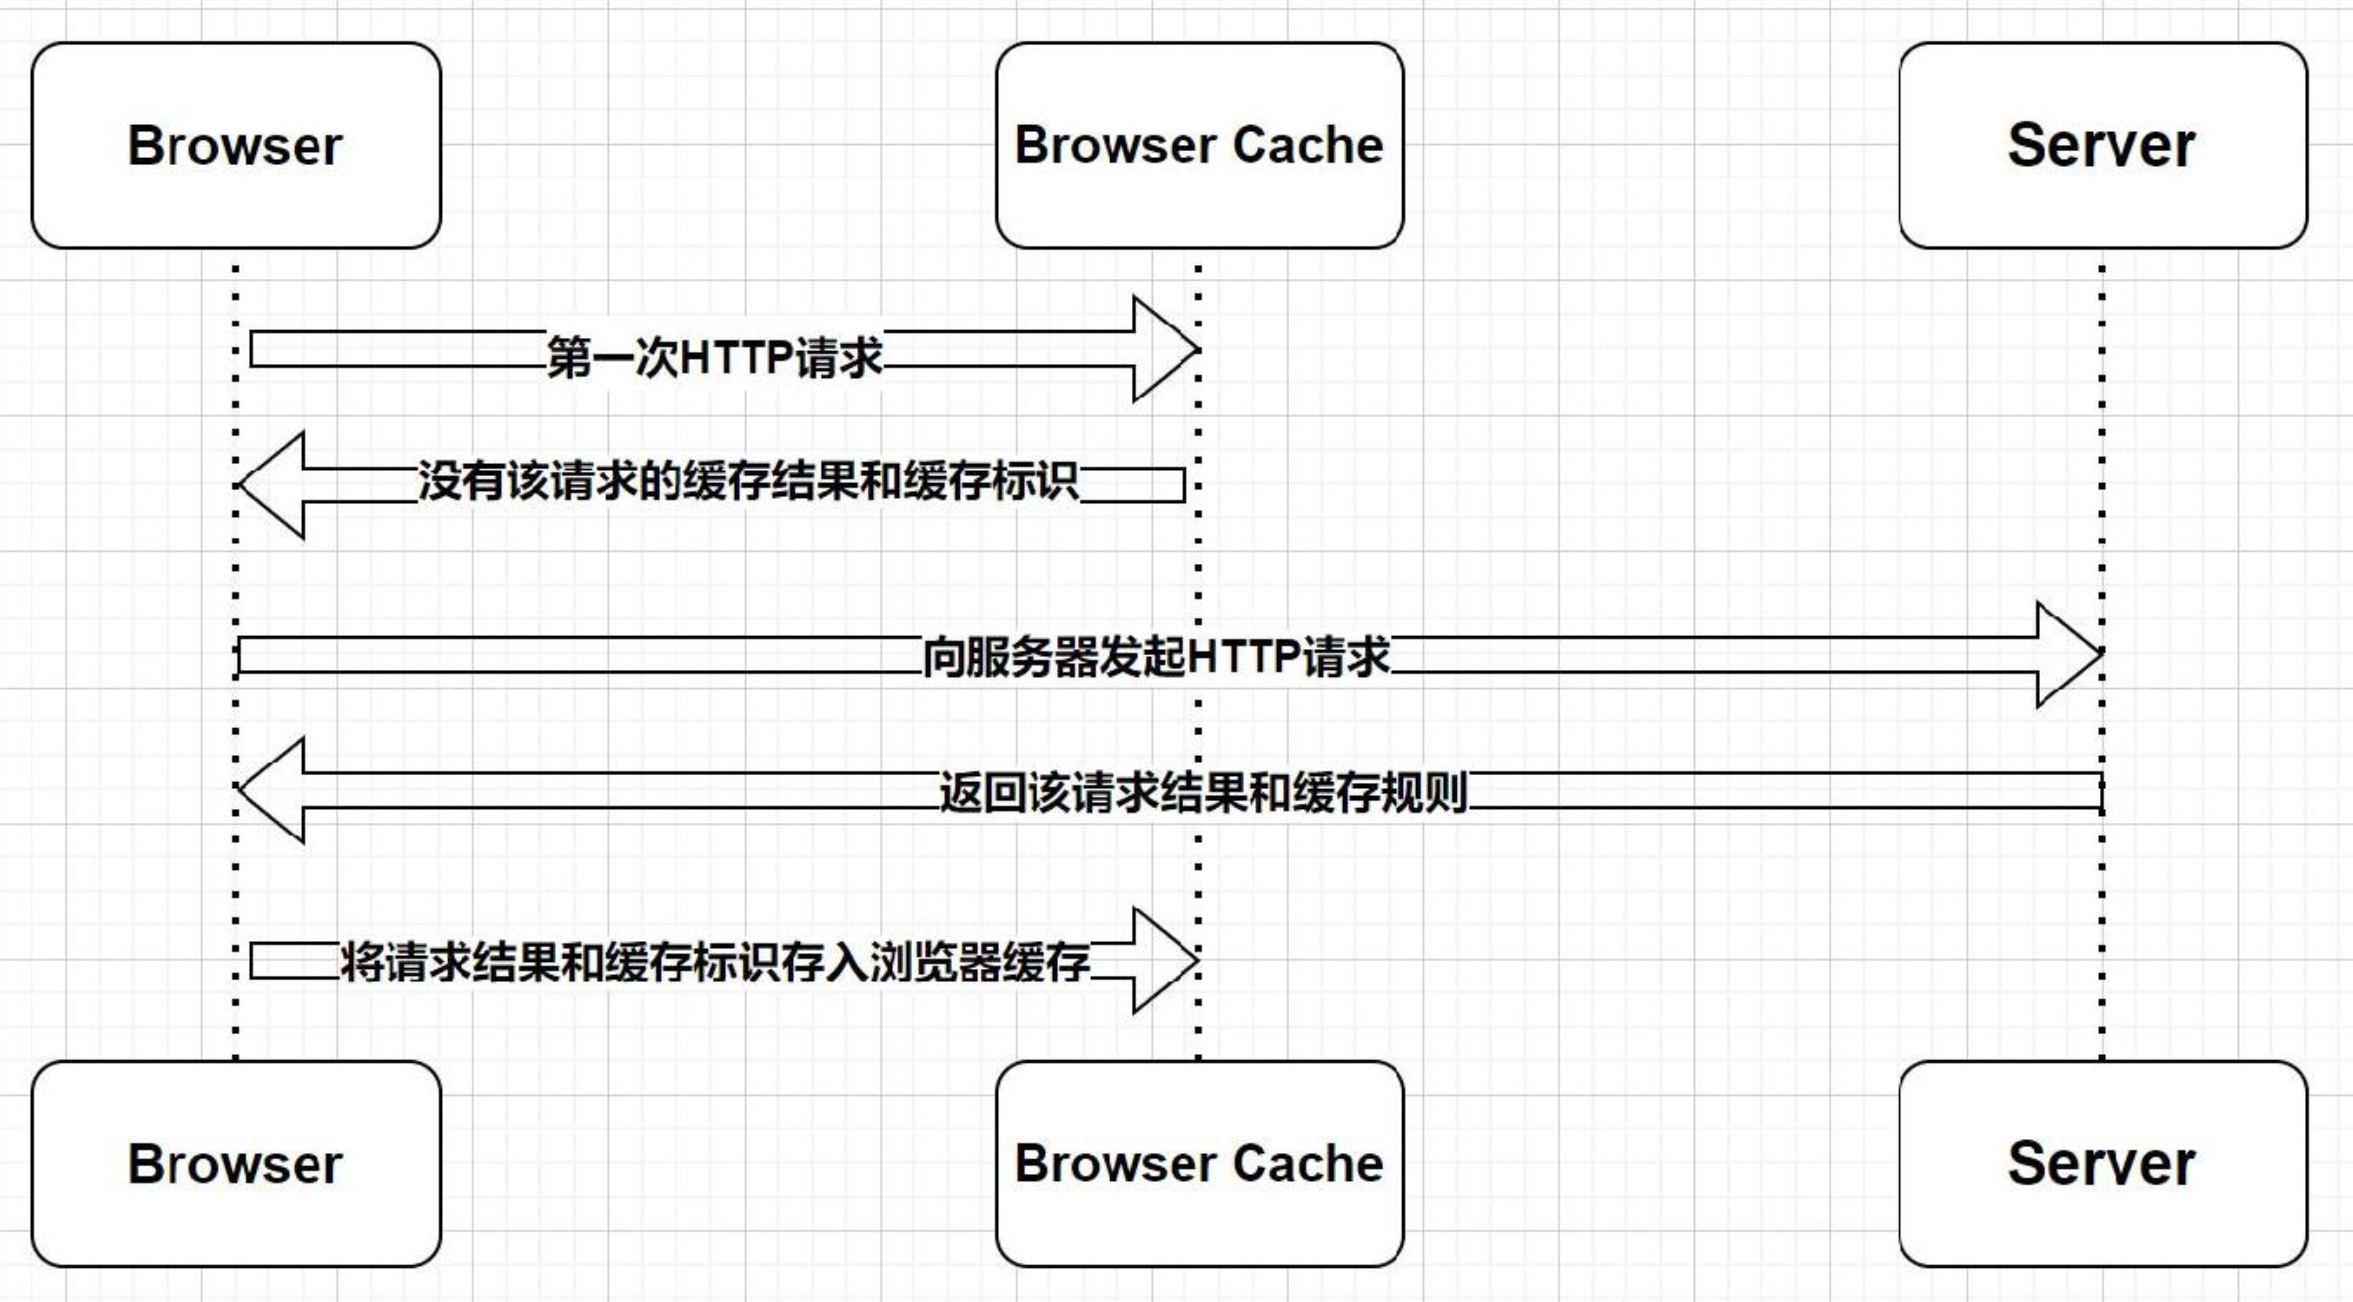 Browser
Browser Cache
Server
第一次HTTP请求
没有该请求的缓存结果和缓存标识
向服务器发起HTTP请求
返回该请求结果和缓存规则
将请求结果和缓存标识存入浏览器缓存
Browser
Browser Cache
Server